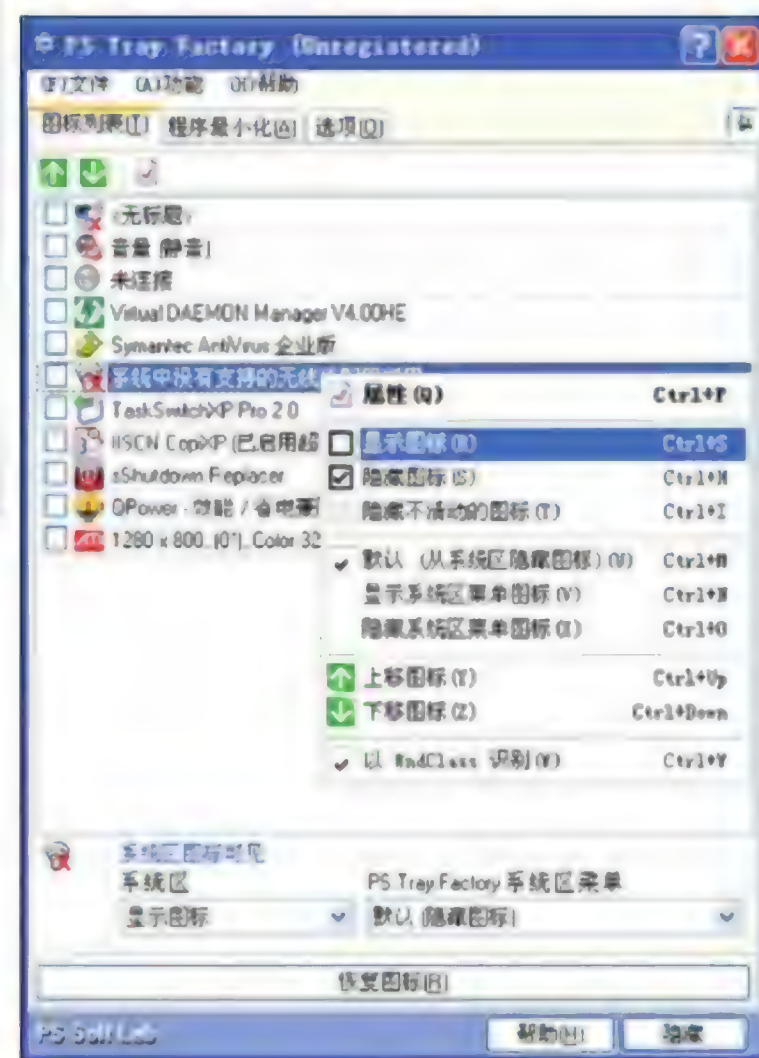 PS Tray Factory (Unregistered)
(F)文件 (A)功能 (H)帮助
图标列表(T) 程序最小化(A) 选项(O)
(无标题)
音量 [静音]
未连接
Virtual DAEMON Manager V4.00HE
Symantec AntiVirus 企业版
系统中没有支持的无线
TaskSwitchXP Pro 2.0
IISCN CopiXP (已启用
sShutdown Replacer
QPower - 效能 / 省电
1280 x 800, (0°), Color 32
属性(Q) Ctrl+P
显示图标(R) Ctrl+S
隐藏图标(S) Ctrl+H
隐藏不活动的图标(T) Ctrl+I
默认 (从系统区隐藏图标)(U) Ctrl+M
显示系统区菜单图标(V) Ctrl+N
隐藏系统区菜单图标(X) Ctrl+O
上移图标(Y) Ctrl+Up
下移图标(Z) Ctrl+Down
以 WndClass 识别(W) Ctrl+Y
系统区图标可见
系统区 PS Tray Factory 系统区菜单
显示图标 默认 [隐藏图标]
恢复图标(R)
PS Soft Lab 帮助(H) 隐藏